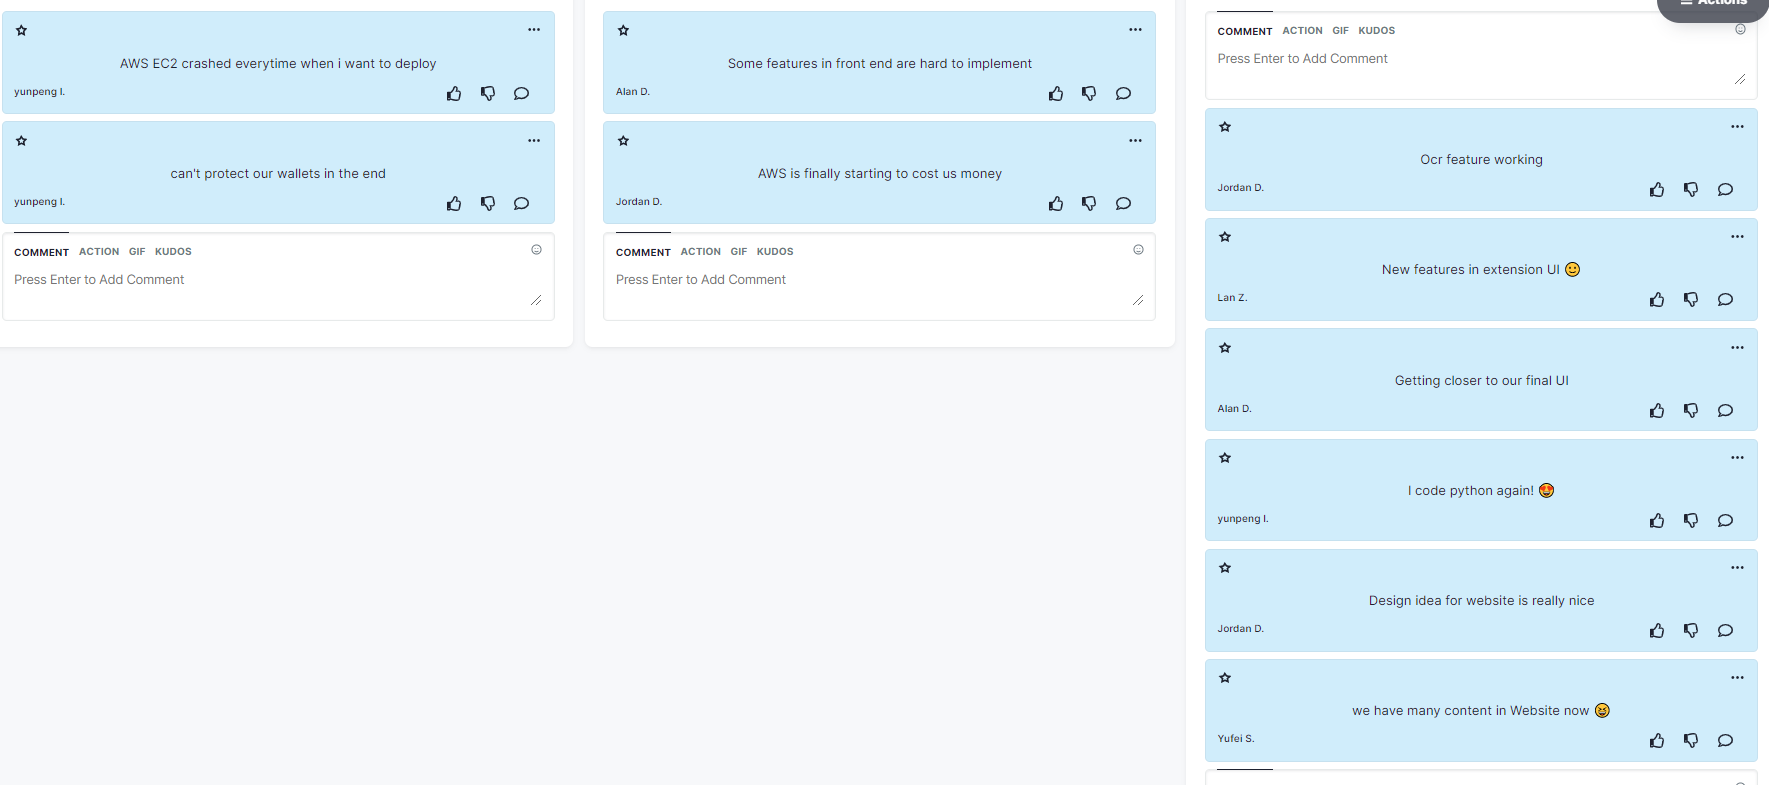 AWS EC2 crashed everytime when i want to deploy
yunpeng l.
can't protect our wallets in the end
yunpeng l.
COMMENT ACTION GIF KUDOS
Press Enter to Add Comment
Some features in front end are hard to implement
Alan D.
AWS is finally starting to cost us money
Jordan D.
COMMENT ACTION GIF KUDOS
Press Enter to Add Comment
Actions
COMMENT ACTION GIF KUDOS
Press Enter to Add Comment
Ocr feature working
Jordan D.
New features in extension UI 🙂
Lan Z.
Getting closer to our final UI
Alan D.
I code python again! 🤩
yunpeng l.
Design idea for website is really nice
Jordan D.
we have many content in Website now 😆
Yufei S.